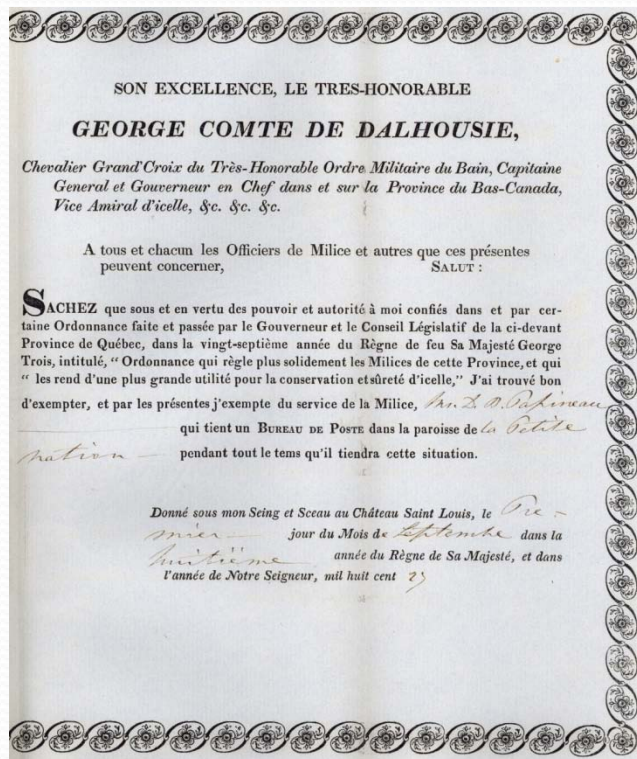 SON EXCELLENCE, LE TRES-HONORABLE
GEORGE COMTE DE DALHOUSIE,
Chevalier Grand'Croix du Très-Honorable Ordre Militaire du Bain, Capitaine
General et Gouverneur en Chef dans et sur la Province du Bas-Canada,
Vice Amiral d'icelle, &c. &c. &c.
A tous et chacun les Officiers de Milice et autres que ces présentes
peuvent concerner, SALUT :
SACHEZ que sous et en vertu des pouvoir et autorité à moi confiés dans et par cer-
taine Ordonnance faite et passée par le Gouverneur et le Conseil Législatif de la ci-devant
Province de Québec, dans la vingt-septième année du Règne de feu Sa Majesté George
Trois, intitulé, “ Ordonnance qui règle plus solidement les Milices de cette Province, et qui
“ les rend d'une plus grande utilité pour la conservation et sûreté d'icelle,” J'ai trouvé bon
d'exempter, et par les présentes j'exempte du service de la Milice, Mr. D. B. Papineau
qui tient un BUREAU DE POSTE dans la paroisse de la Petite
nation — pendant tout le tems qu'il tiendra cette situation.
Donné sous mon Seing et Sceau au Château Saint Louis, le Pre-
mier — jour du Mois de Septembre dans la
huitième année du Règne de Sa Majesté, et dans
l'année de Notre Seigneur, mil huit cent 27